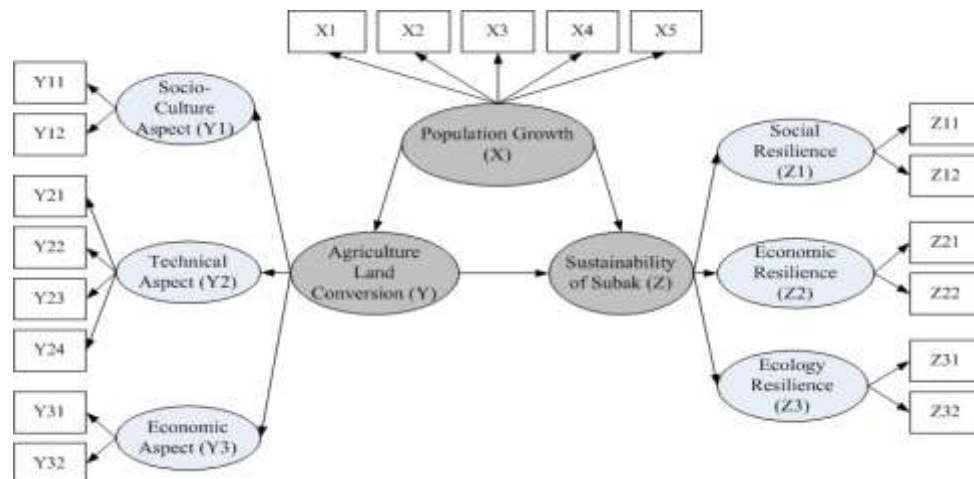 X1
X2
X3
X4
X5
Y11
Y12
Socio-
Culture
Aspect (Y1)
Population Growth
(X)
Social
Resilience
(Z1)
Z11
Z12
Y21
Y22
Y23
Y24
Technical
Aspect (Y2)
Agriculture
Land
Conversion (Y)
Sustainability
of Subak (Z)
Economic
Resilience
(Z2)
Z21
Z22
Y31
Y32
Economic
Aspect (Y3)
Ecology
Resilience
(Z3)
Z31
Z32